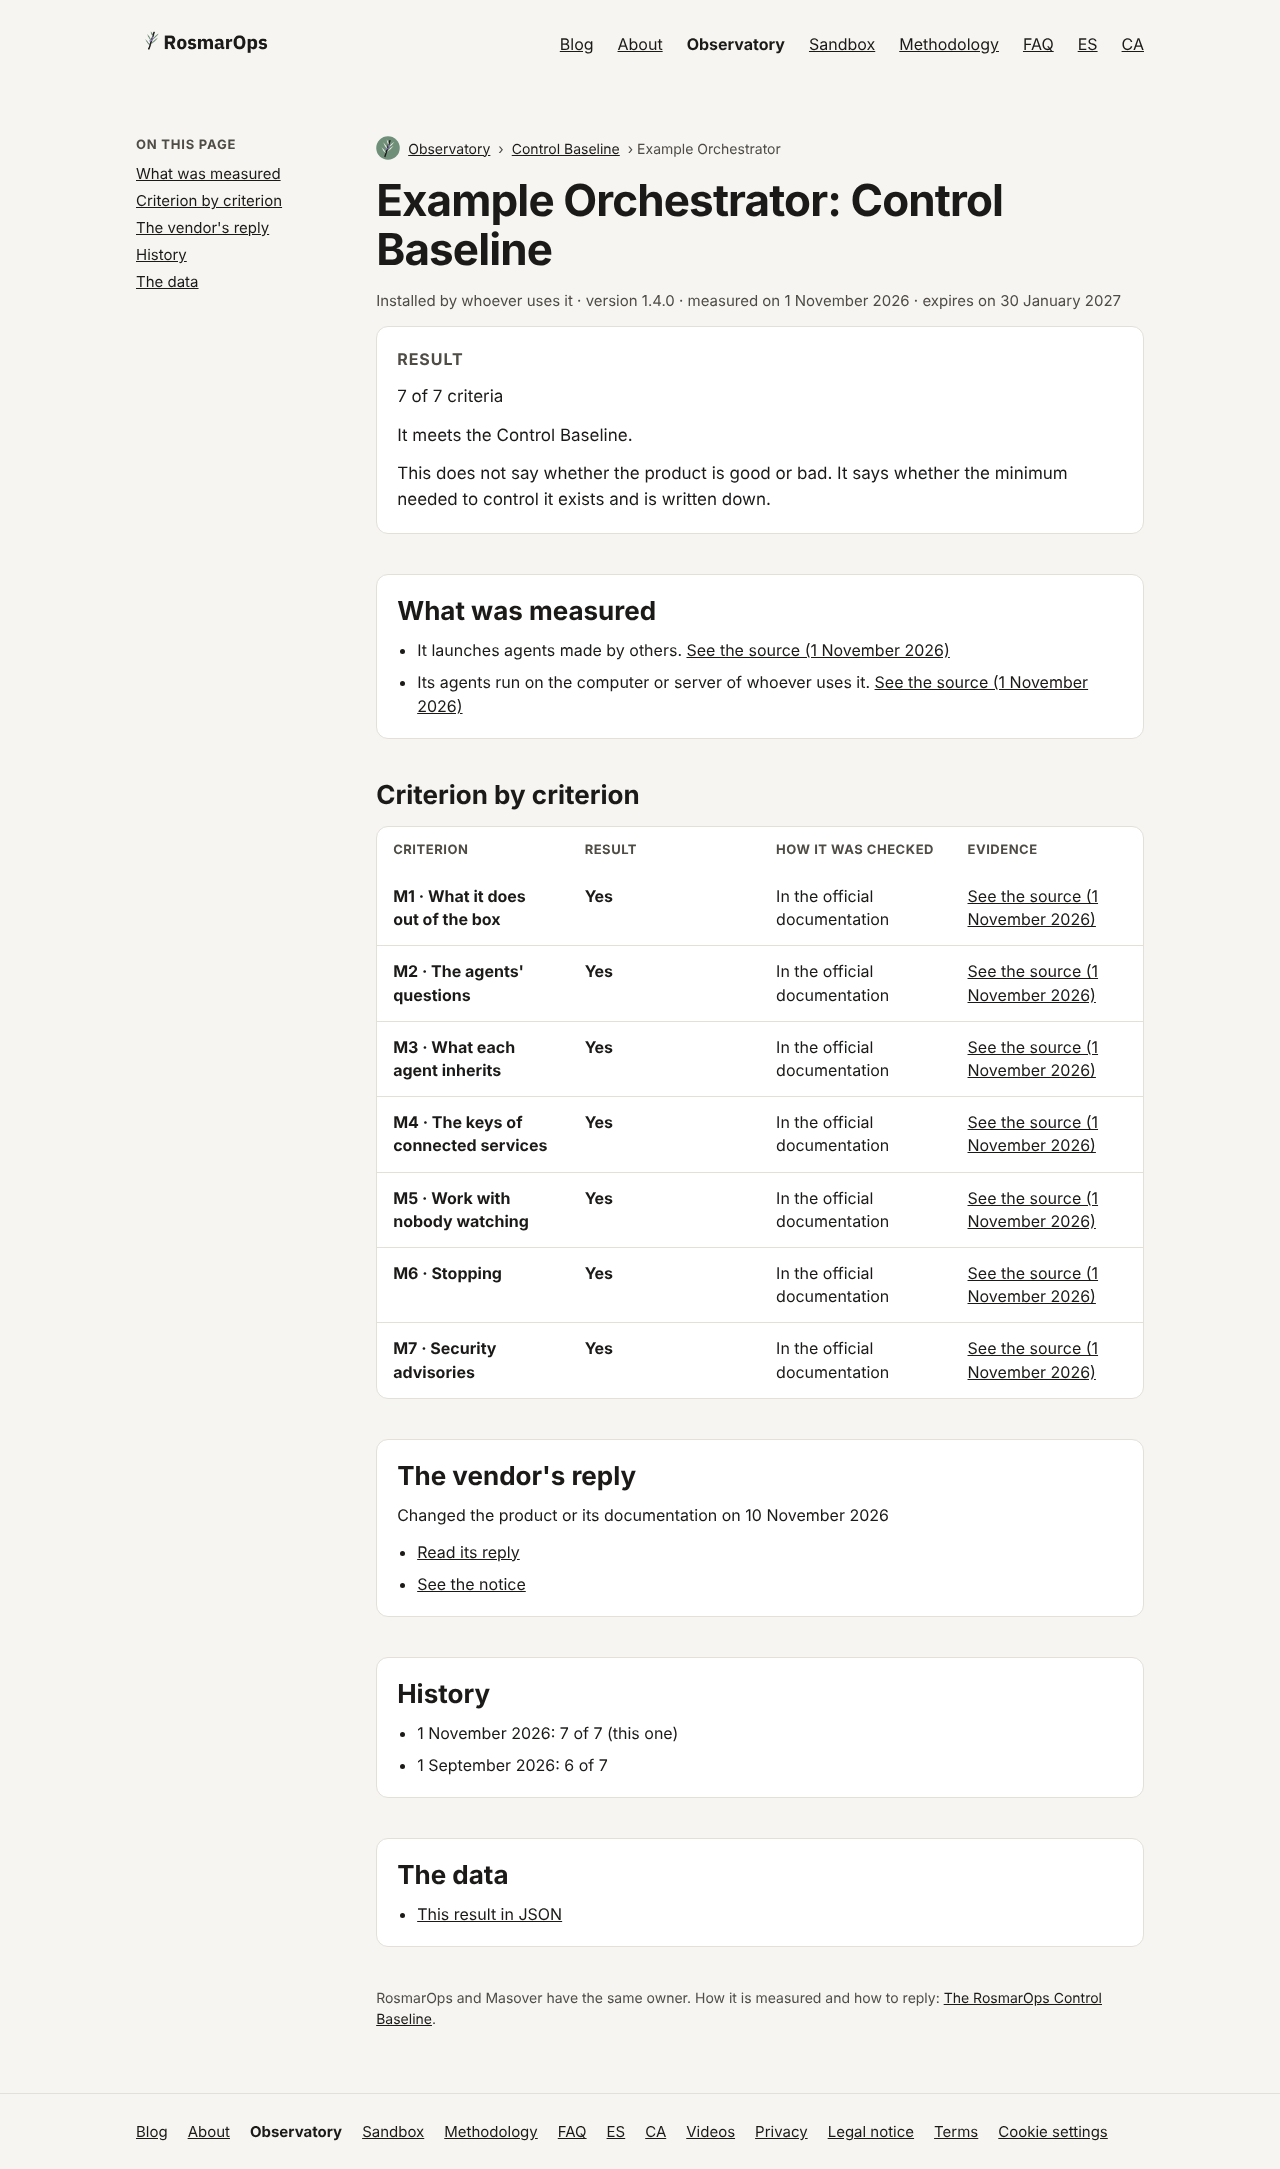 RosmarOps
Blog About Observatory Sandbox Methodology FAQ ES CA
ON THIS PAGE
What was measured
Criterion by criterion
The vendor's reply
History
The data
Observatory › Control Baseline › Example Orchestrator
Example Orchestrator: Control
Baseline
Installed by whoever uses it · version 1.4.0 · measured on 1 November 2026 · expires on 30 January 2027
RESULT
7 of 7 criteria
It meets the Control Baseline.
This does not say whether the product is good or bad. It says whether the minimum
needed to control it exists and is written down.
What was measured
• It launches agents made by others. See the source (1 November 2026)
• Its agents run on the computer or server of whoever uses it. See the source (1 November
2026)
Criterion by criterion
CRITERION RESULT HOW IT WAS CHECKED EVIDENCE
M1 · What it does Yes In the official See the source (1
out of the box documentation November 2026)
M2 · The agents' Yes In the official See the source (1
questions documentation November 2026)
M3 · What each Yes In the official See the source (1
agent inherits documentation November 2026)
M4 · The keys of Yes In the official See the source (1
connected services documentation November 2026)
M5 · Work with Yes In the official See the source (1
nobody watching documentation November 2026)
M6 · Stopping Yes In the official See the source (1
documentation November 2026)
M7 · Security Yes In the official See the source (1
advisories documentation November 2026)
The vendor's reply
Changed the product or its documentation on 10 November 2026
• Read its reply
• See the notice
History
• 1 November 2026: 7 of 7 (this one)
• 1 September 2026: 6 of 7
The data
• This result in JSON
RosmarOps and Masover have the same owner. How it is measured and how to reply: The RosmarOps Control
Baseline.
Blog About Observatory Sandbox Methodology FAQ ES CA Videos Privacy Legal notice Terms Cookie settings